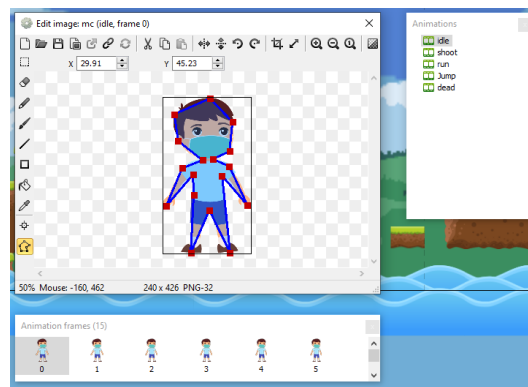 Edit image: mc (idle, frame 0)
X 29.91 Y 45.23
50% Mouse: -160, 462 240 x 426 PNG-32
Animations
idle
shoot
run
Jump
dead
Animation frames (15)
0 1 2 3 4 5